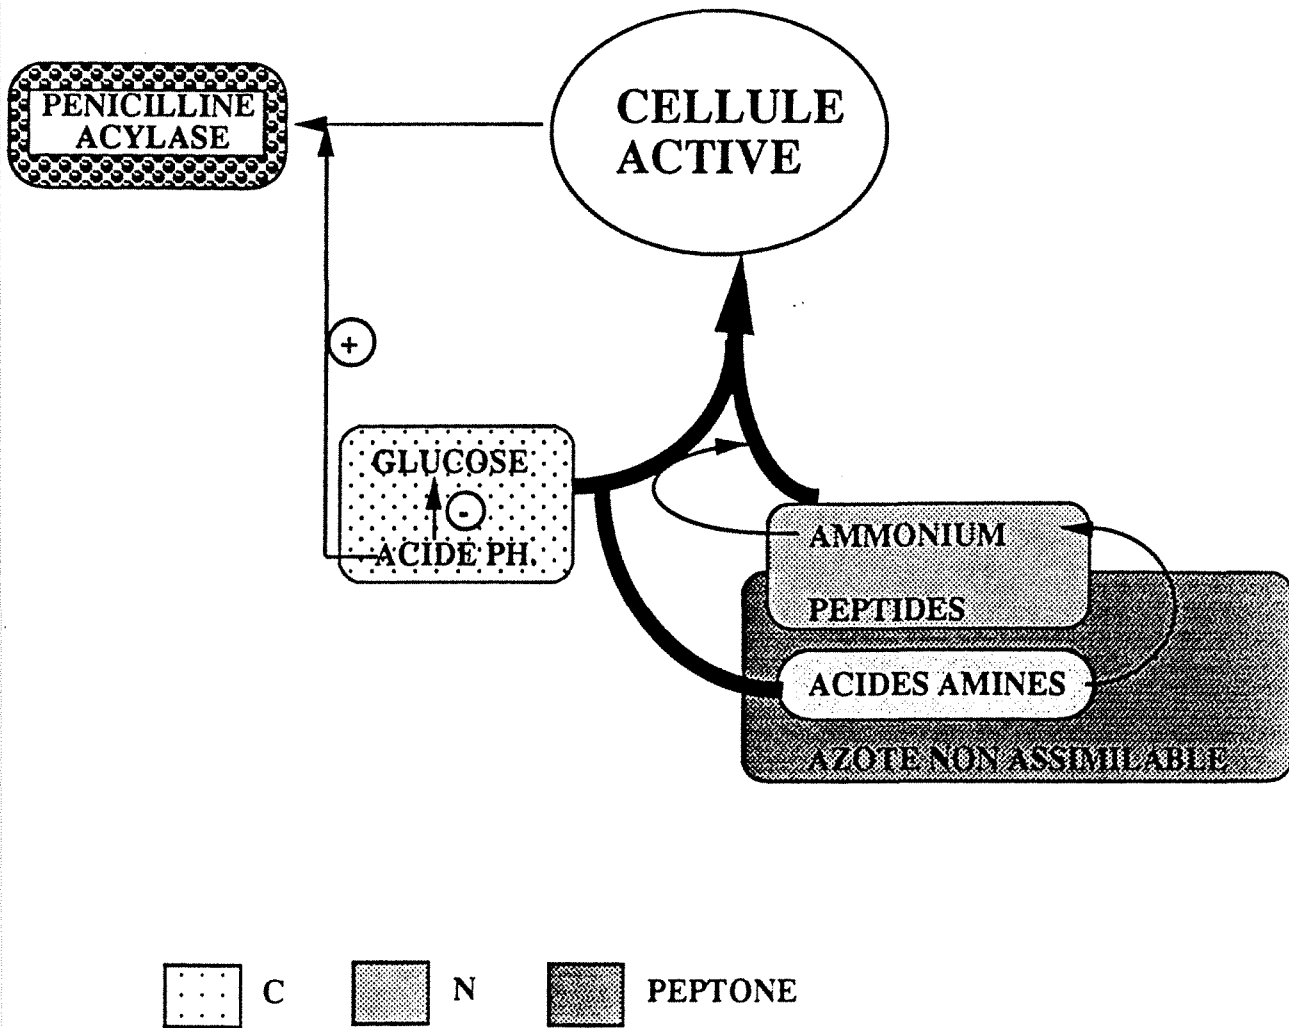 PENICILLINE
ACYLASE
CELLULE
ACTIVE
+
GLUCOSE
-
ACIDE PH.
AMMONIUM
PEPTIDES
ACIDES AMINES
AZOTE NON ASSIMILABLE
C
N
PEPTONE